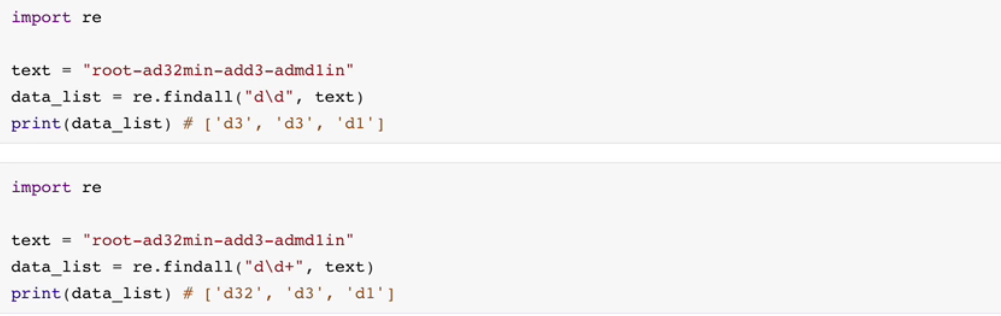 import re
text = "root-ad32min-add3-admd1in"
data_list = re.findall("d\d", text)
print(data_list) # ['d3', 'd3', 'd1']
import re
text = "root-ad32min-add3-admd1in"
data_list = re.findall("d\d+", text)
print(data_list) # ['d32', 'd3', 'd1']